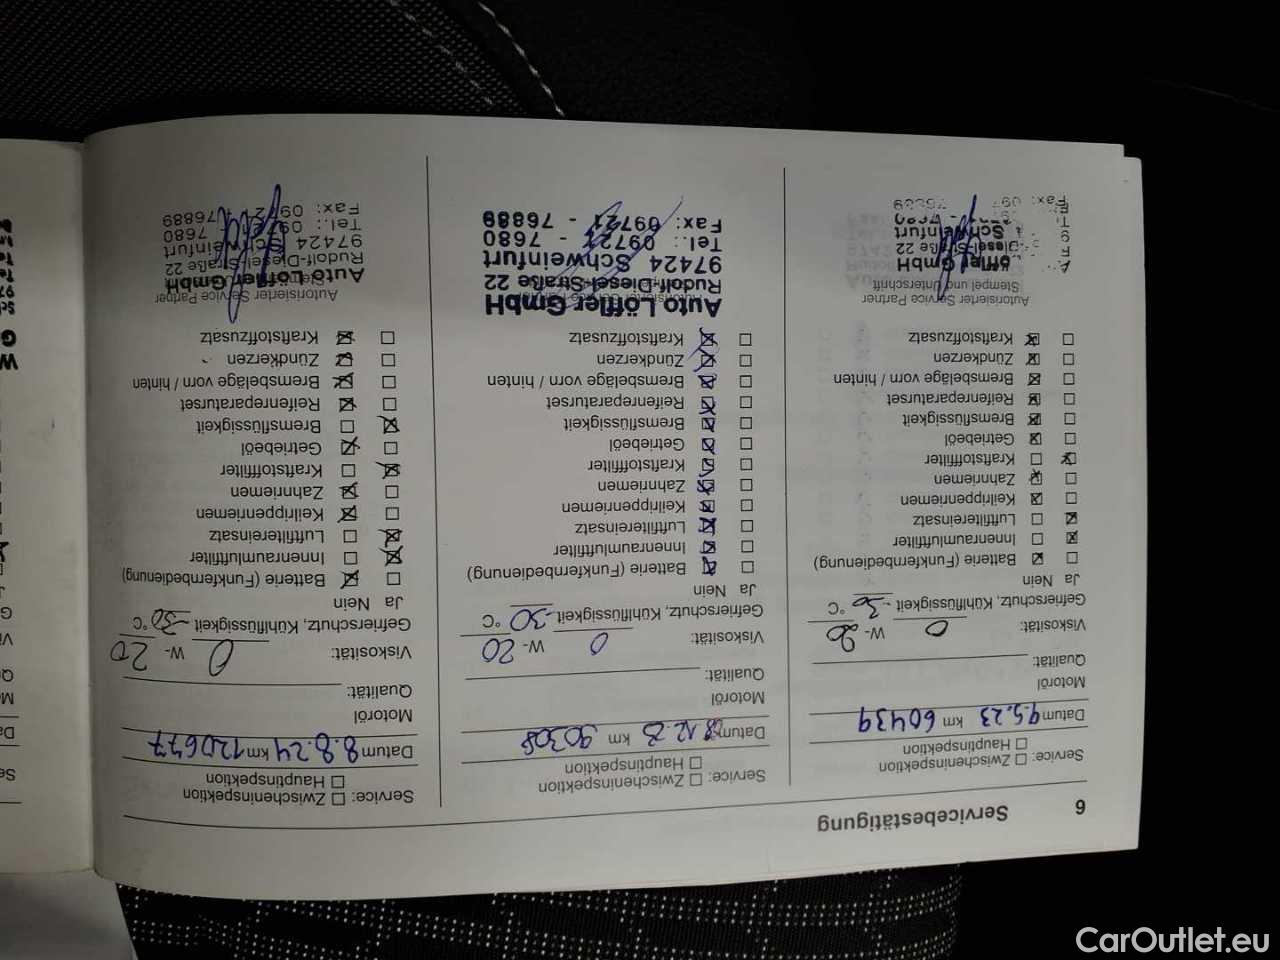 6 Servicebestätigung
Service: Zwischeninspektion
Hauptinspektion
Datum 9.5.23 km 60439
Motoröl
Qualität:
Viskosität: 0 W- 20
Gefrierschutz, Kühlflüssigkeit -30 °C
Ja Nein
Batterie (Funkfernbedienung)
Innenraumluftfilter
Luftfiltereinsatz
Keilrippenriemen
Zahnriemen
Kraftstofffilter
Getriebeöl
Bremsflüssigkeit
Reifenreparaturset
Bremsbeläge vorn / hinten
Zündkerzen
Kraftstoffzusatz
Autorisierter Service Partner
Stempel und Unterschrift
Löffler GmbH
Diesel-Straße 22
Schweinfurt
Fax:
Service: Zwischeninspektion
Hauptinspektion
Datum 8.12.23 km 90308
Motoröl
Qualität:
Viskosität: 0 W- 20
Gefrierschutz, Kühlflüssigkeit -30 °C
Ja Nein
Batterie (Funkfernbedienung)
Innenraumluftfilter
Luftfiltereinsatz
Keilrippenriemen
Zahnriemen
Kraftstofffilter
Getriebeöl
Bremsflüssigkeit
Reifenreparaturset
Bremsbeläge vorn / hinten
Zündkerzen
Kraftstoffzusatz
Auto Löffler GmbH
Rudolf-Diesel-Straße 22
97424 Schweinfurt
Tel.: 09721 - 7680
Fax: 09721 - 76889
Service: Zwischeninspektion
Hauptinspektion
Datum 8.8.24 km 120677
Motoröl
Qualität:
Viskosität: 0 W- 20
Gefrierschutz, Kühlflüssigkeit -30 °C
Ja Nein
Batterie (Funkfernbedienung)
Innenraumluftfilter
Luftfiltereinsatz
Keilrippenriemen
Zahnriemen
Kraftstofffilter
Getriebeöl
Bremsflüssigkeit
Reifenreparaturset
Bremsbeläge vorn / hinten
Zündkerzen
Kraftstoffzusatz
Autorisierter Service Partner
Auto Löffler GmbH
Rudolf-Diesel-Straße 22
97424 Schweinfurt
Tel.: 09721 - 7680
Fax: 09721 - 76889
CarOutlet.eu